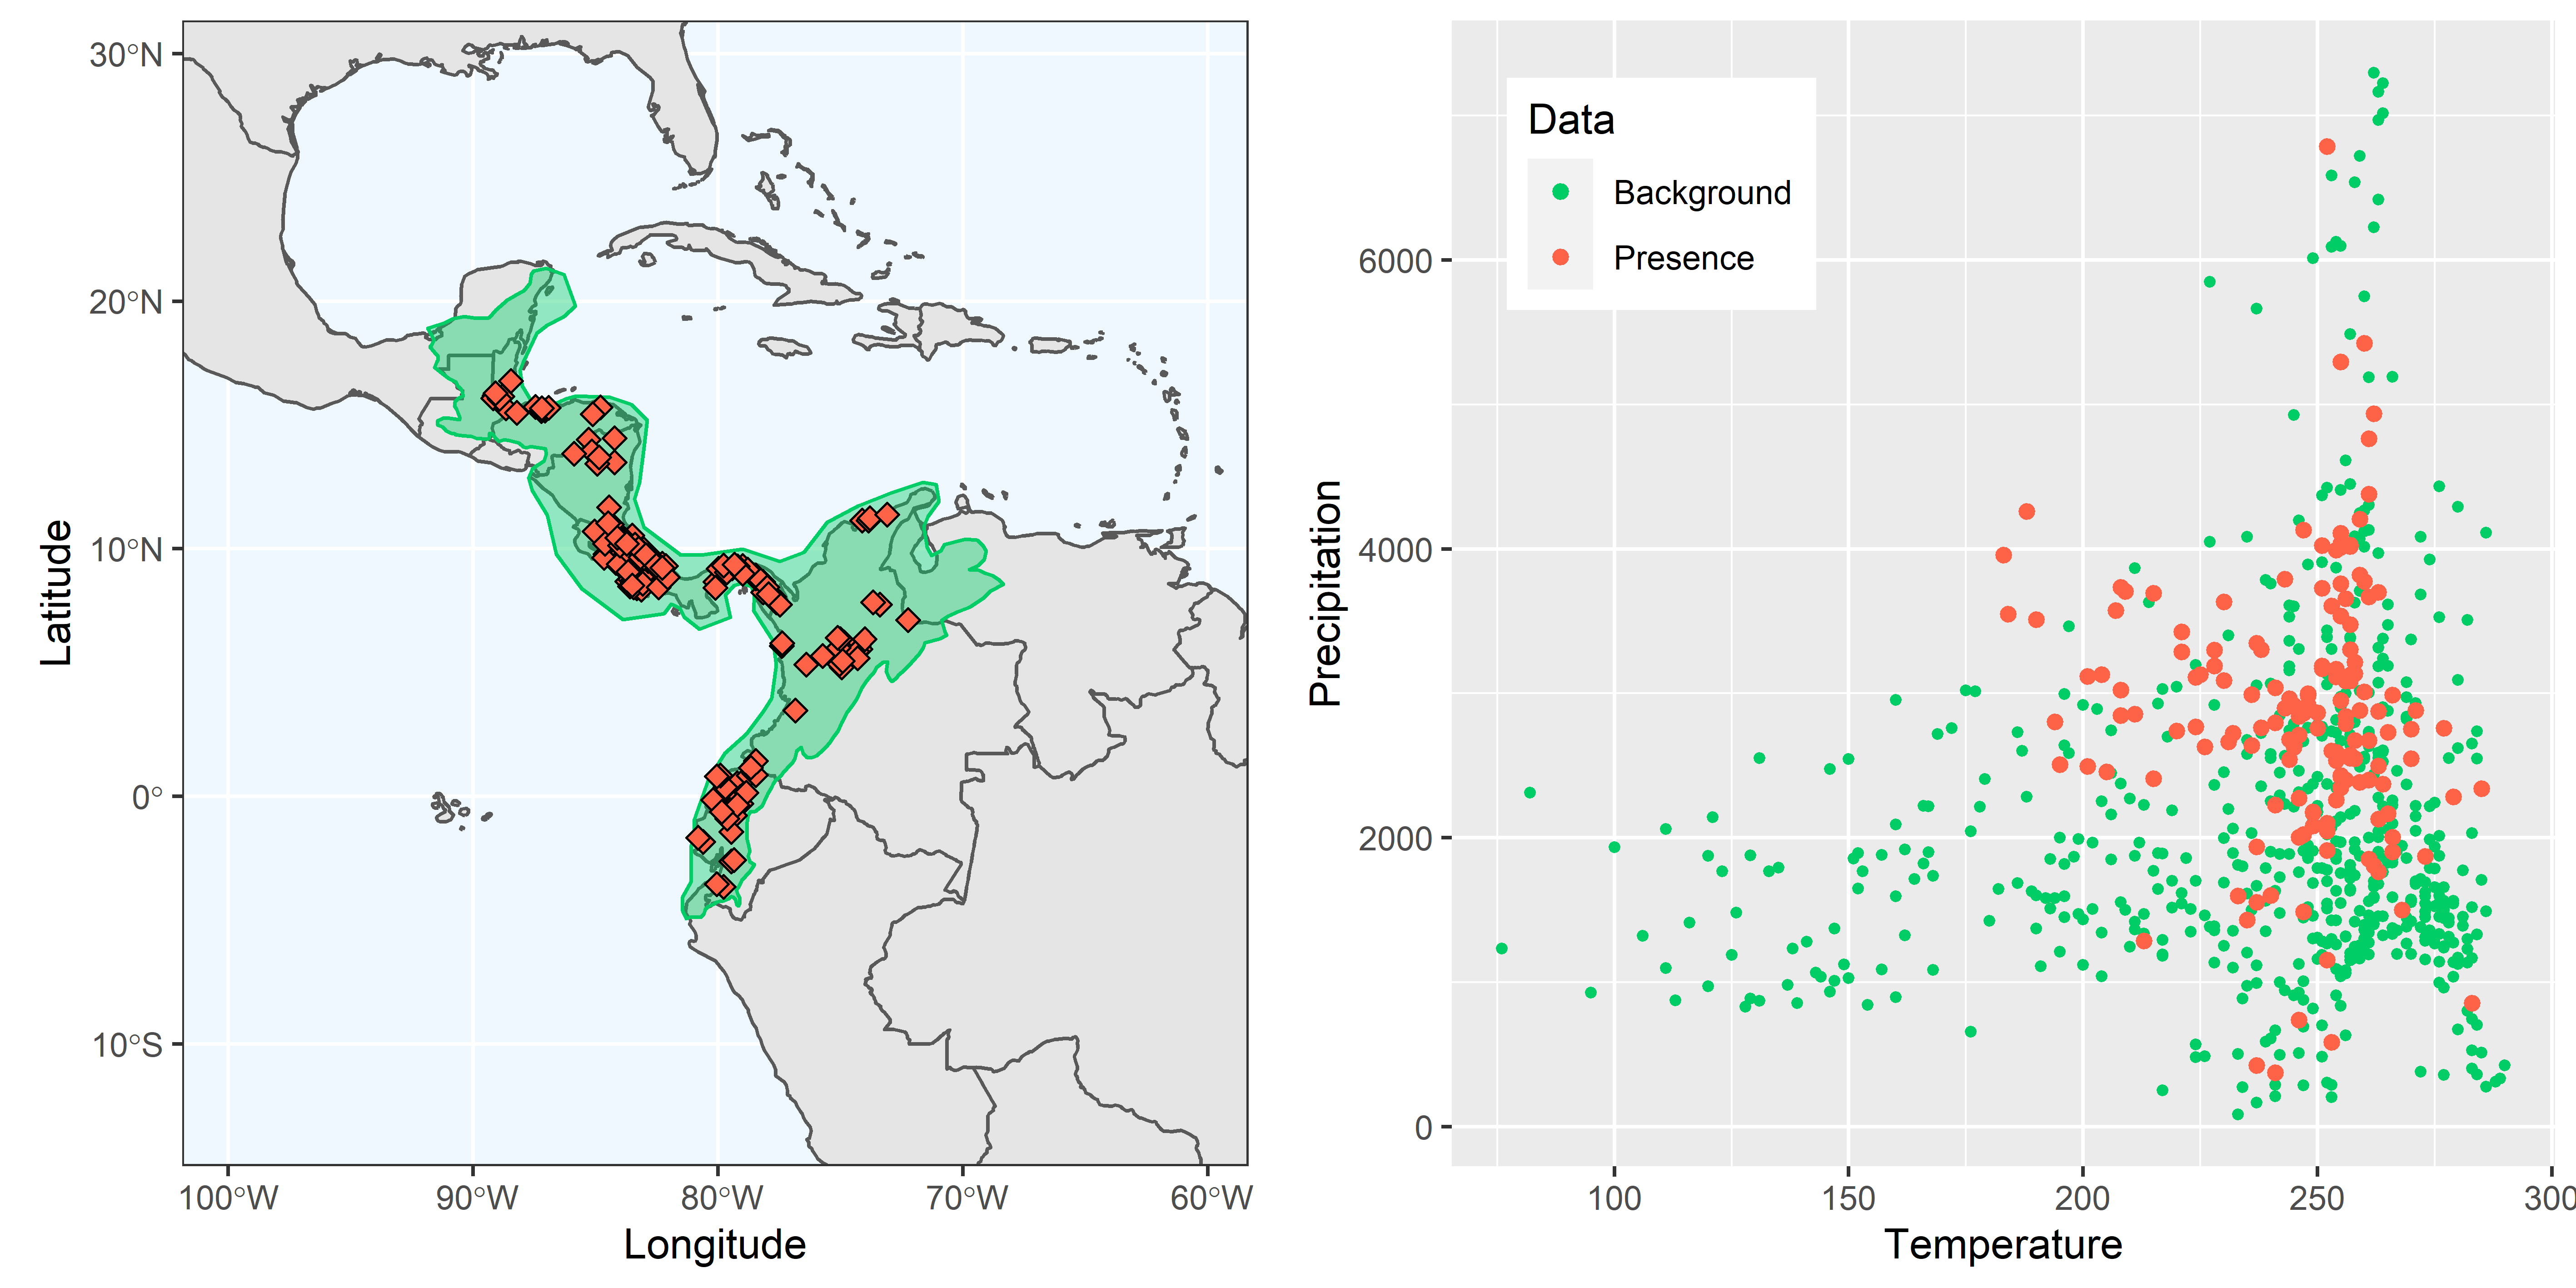 30°N
20°N
10°N
0°
10°S
Latitude
100°W
90°W
80°W
70°W
60°W
Longitude
Data
Background
Presence
6000
4000
2000
0
Precipitation
100
150
200
250
300
Temperature